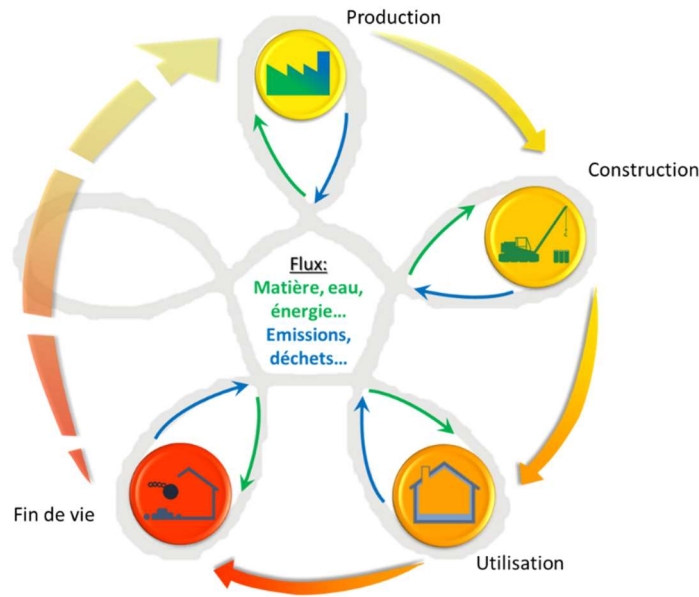 Production
Construction
Flux:
Matière, eau,
énergie...
Emissions,
déchets...
Fin de vie
Utilisation